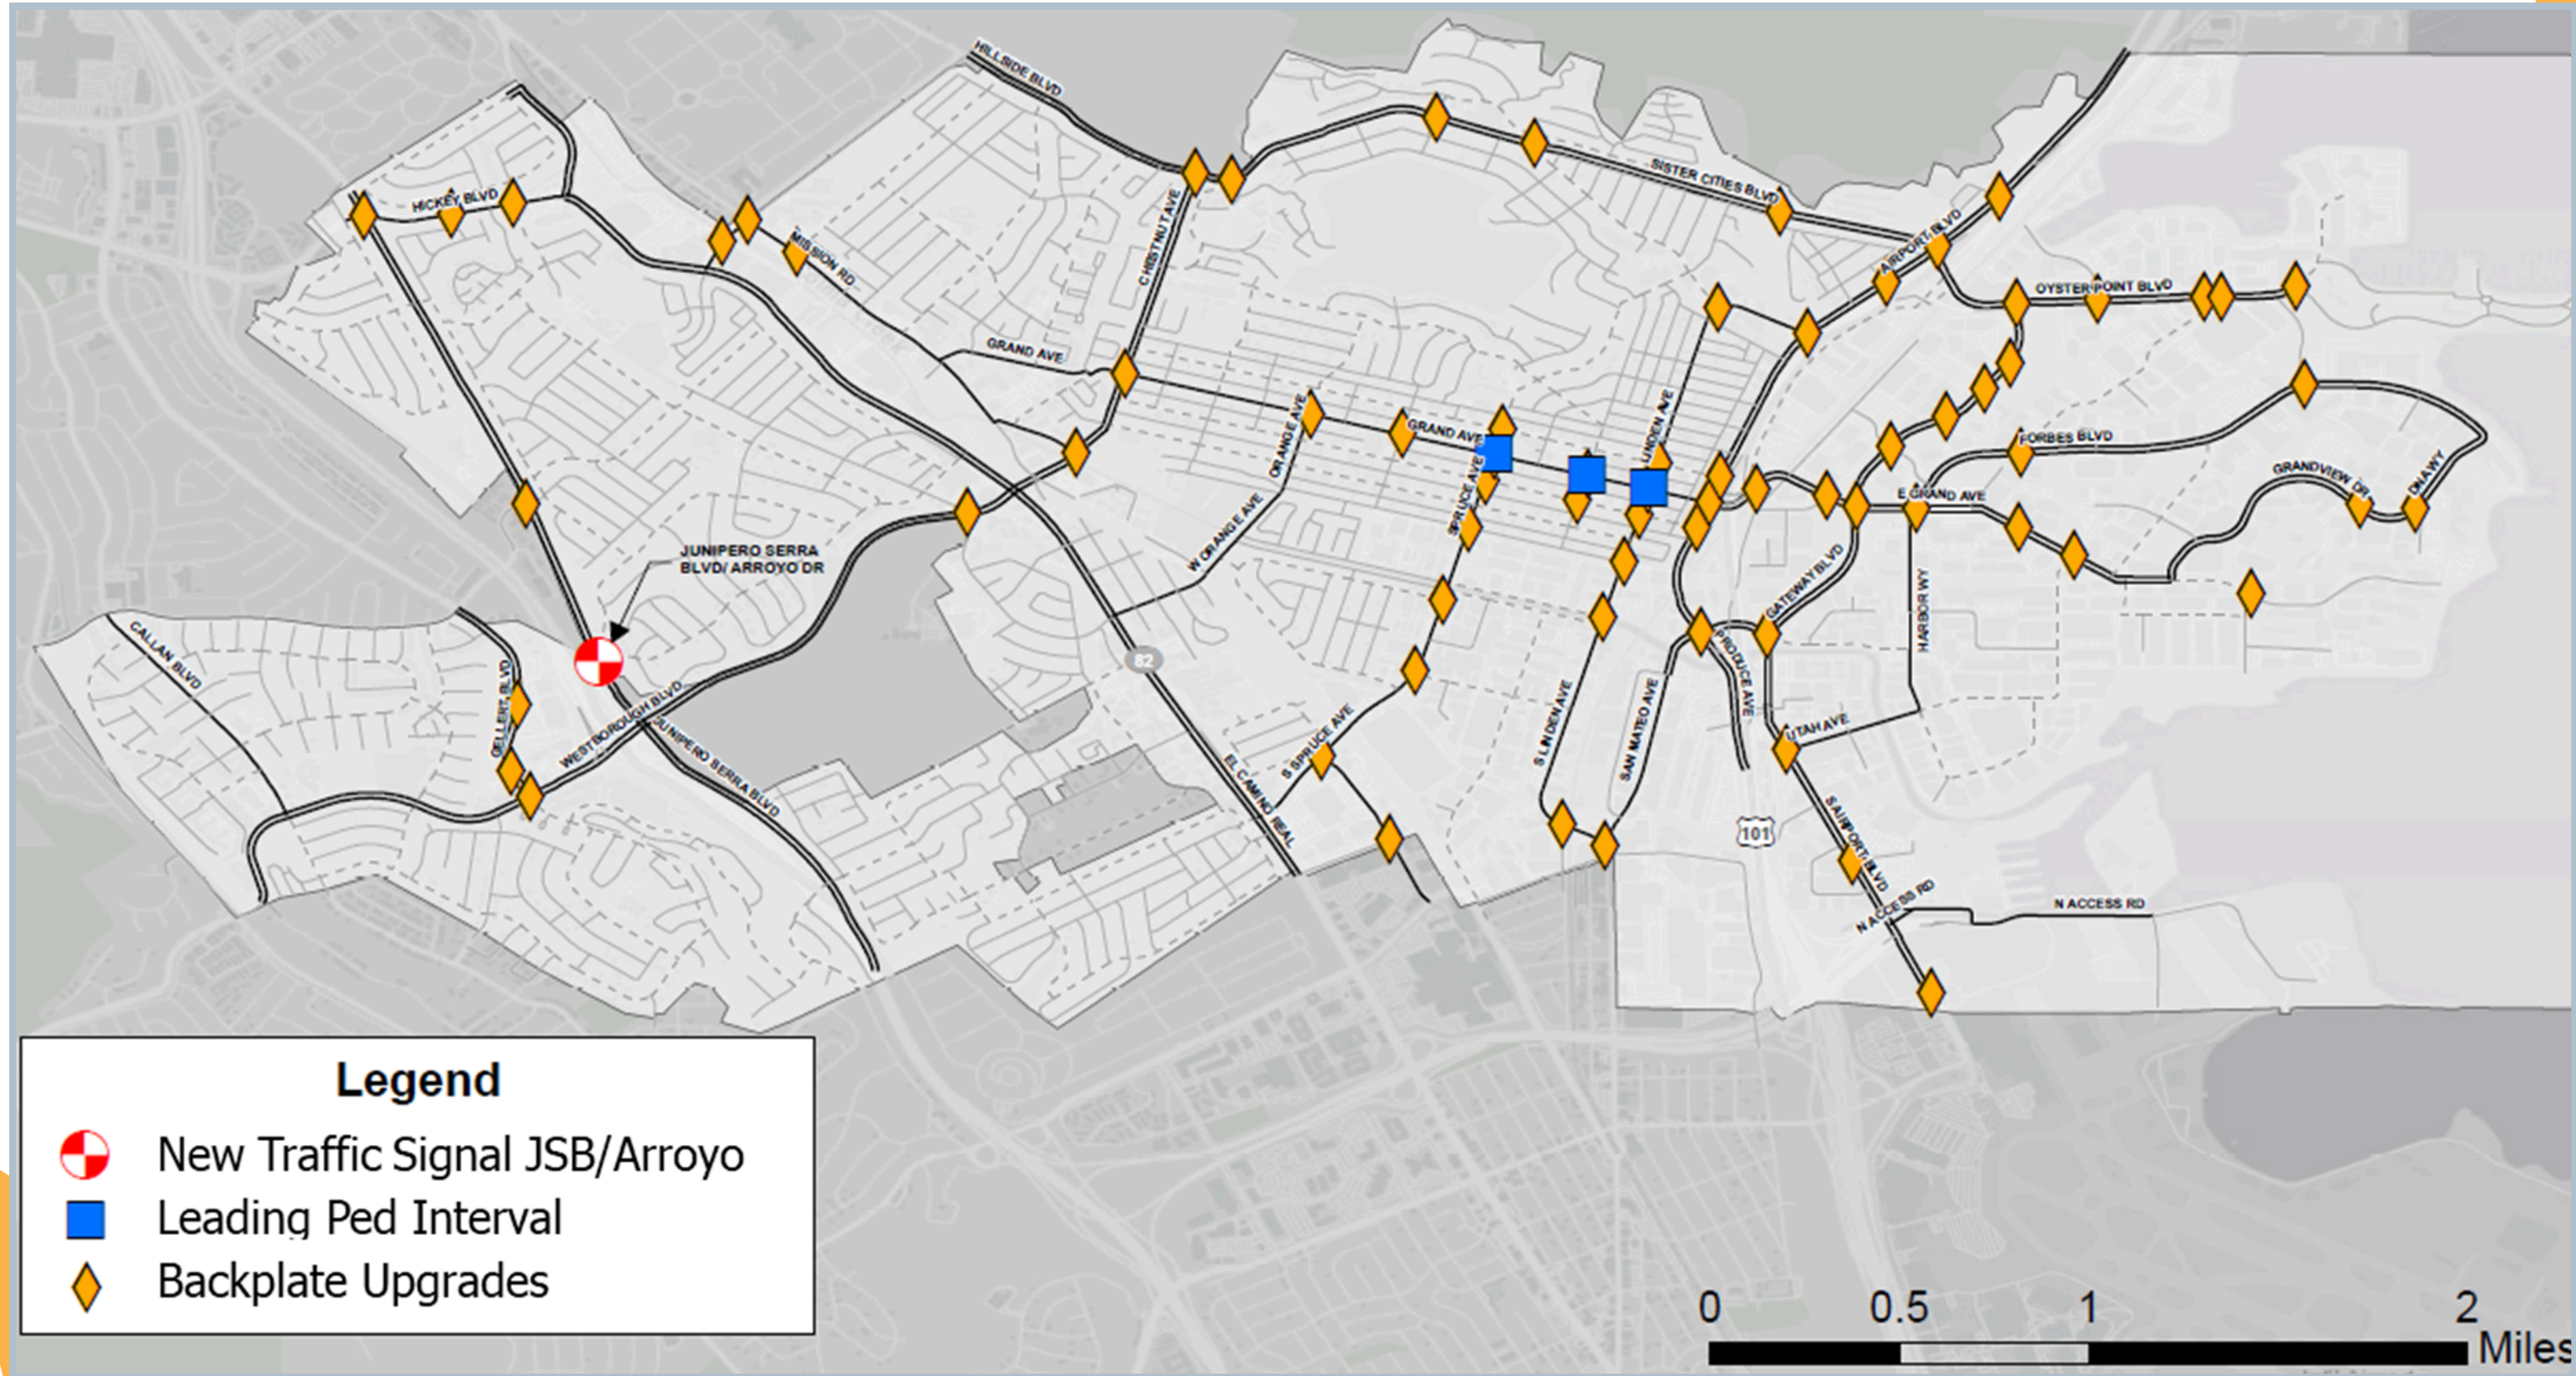 HILLSIDE BLVD
HICKEY BLVD
SISTER CITIES BLVD
CHESTNUT AVE
MISSION RD
AIRPORT BLVD
OYSTER POINT BLVD
GRAND AVE
ORANGE AVE
GRAND AVE
LINDEN AVE
FORBES BLVD
SPRUCE AVE
GRANDVIEW DR
DNA WY
E GRAND AVE
W ORANGE AVE
JUNIPERO SERRA
BLVD/ ARROYO DR
GATEWAY BLVD
HARBOR WY
CALLAN BLVD
82
GELLERT BLVD
PRODUCE AVE
WESTBOROUGH BLVD
JUNIPERO SERRA BLVD
S SPRUCE AVE
S LINDEN AVE
SAN MATEO AVE
UTAH AVE
EL CAMINO REAL
101
S AIRPORT BLVD
N ACCESS RD
N ACCESS RD
Legend
New Traffic Signal JSB/Arroyo
Leading Ped Interval
Backplate Upgrades
0 0.5 1 2
Miles